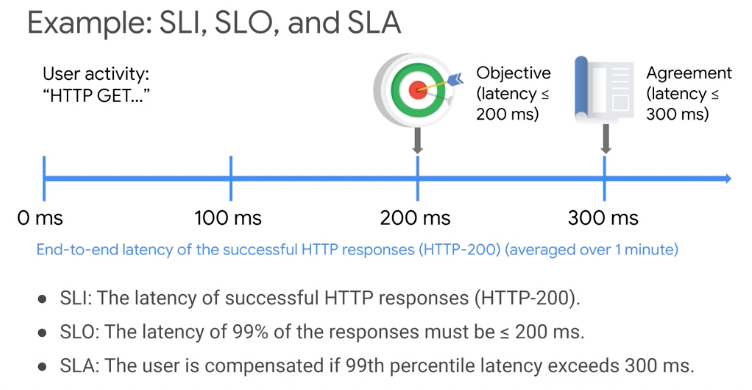 Example: SLI, SLO, and SLA
User activity:
“HTTP GET...”
Objective
(latency ≤
200 ms)
Agreement
(latency ≤
300 ms)
0 ms
100 ms
200 ms
300 ms
End-to-end latency of the successful HTTP responses (HTTP-200) (averaged over 1 minute)
● SLI: The latency of successful HTTP responses (HTTP-200).
● SLO: The latency of 99% of the responses must be ≤ 200 ms.
● SLA: The user is compensated if 99th percentile latency exceeds 300 ms.